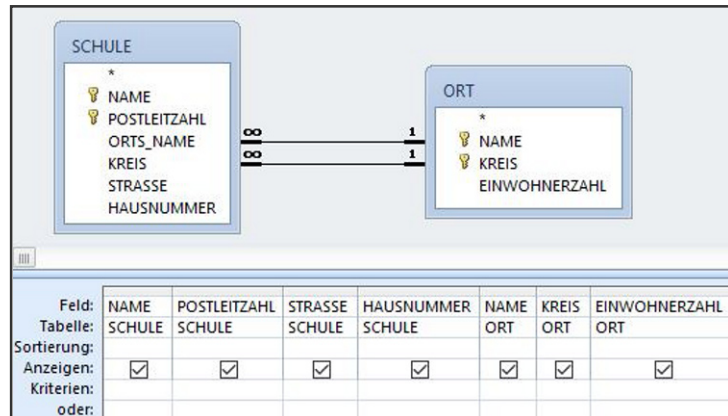 SCHULE
*
NAME
POSTLEITZAHL
ORTS_NAME
KREIS
STRASSE
HAUSNUMMER
∞ 1
∞ 1
ORT
*
NAME
KREIS
EINWOHNERZAHL
Feld: NAME POSTLEITZAHL STRASSE HAUSNUMMER NAME KREIS EINWOHNERZAHL
Tabelle: SCHULE SCHULE SCHULE SCHULE ORT ORT ORT
Sortierung:
Anzeigen:
Kriterien:
oder: